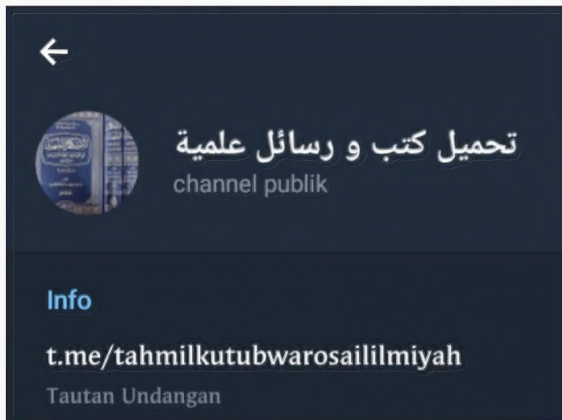 تحميل كتب و رسائل علمية
channel publik
Info
t.me/tahmilkutubwarosaililmiyah
Tautan Undangan